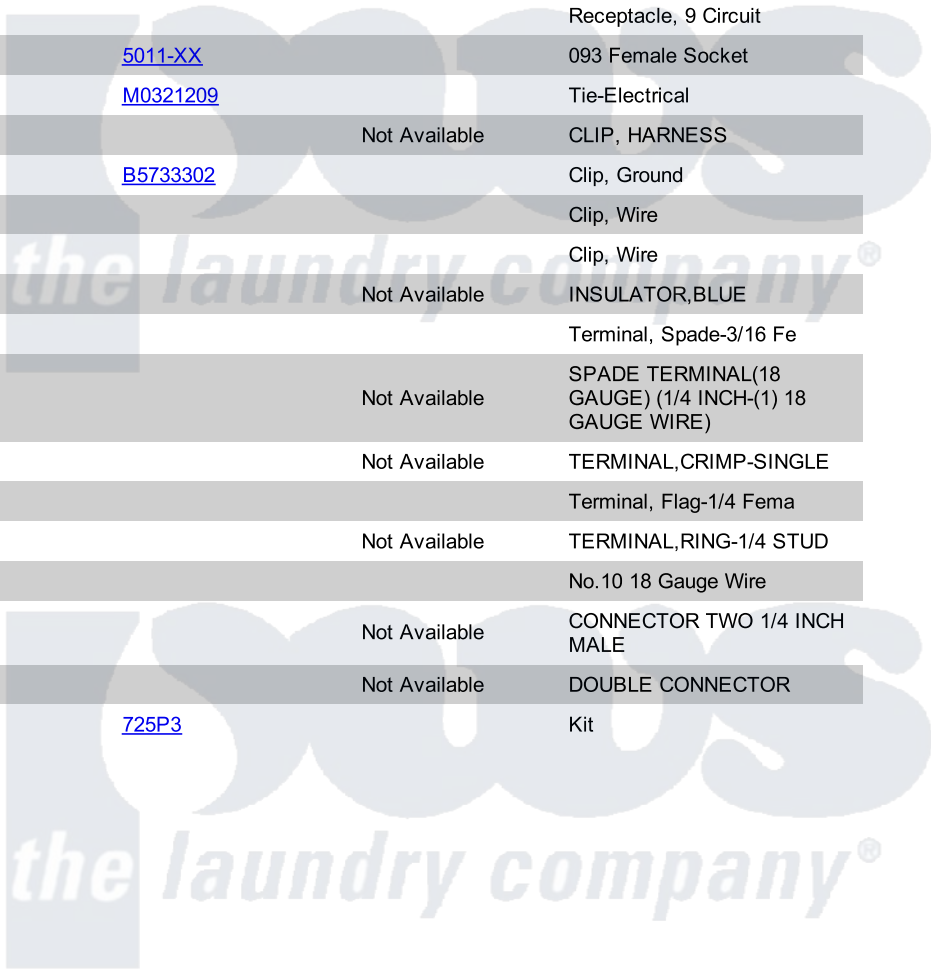 Receptacle, 9 Circuit
5011-XX 093 Female Socket
M0321209 Tie-Electrical
Not Available CLIP, HARNESS
B5733302 Clip, Ground
Clip, Wire
Clip, Wire
the laundry company®
Not Available INSULATOR,BLUE
Terminal, Spade-3/16 Fe
SPADE TERMINAL(18
Not Available GAUGE) (1/4 INCH-(1) 18
GAUGE WIRE)
Not Available TERMINAL,CRIMP-SINGLE
Terminal, Flag-1/4 Fema
Not Available TERMINAL,RING-1/4 STUD
No.10 18 Gauge Wire
Not Available CONNECTOR TWO 1/4 INCH
MALE
Not Available DOUBLE CONNECTOR
725P3 Kit
the laundry company®